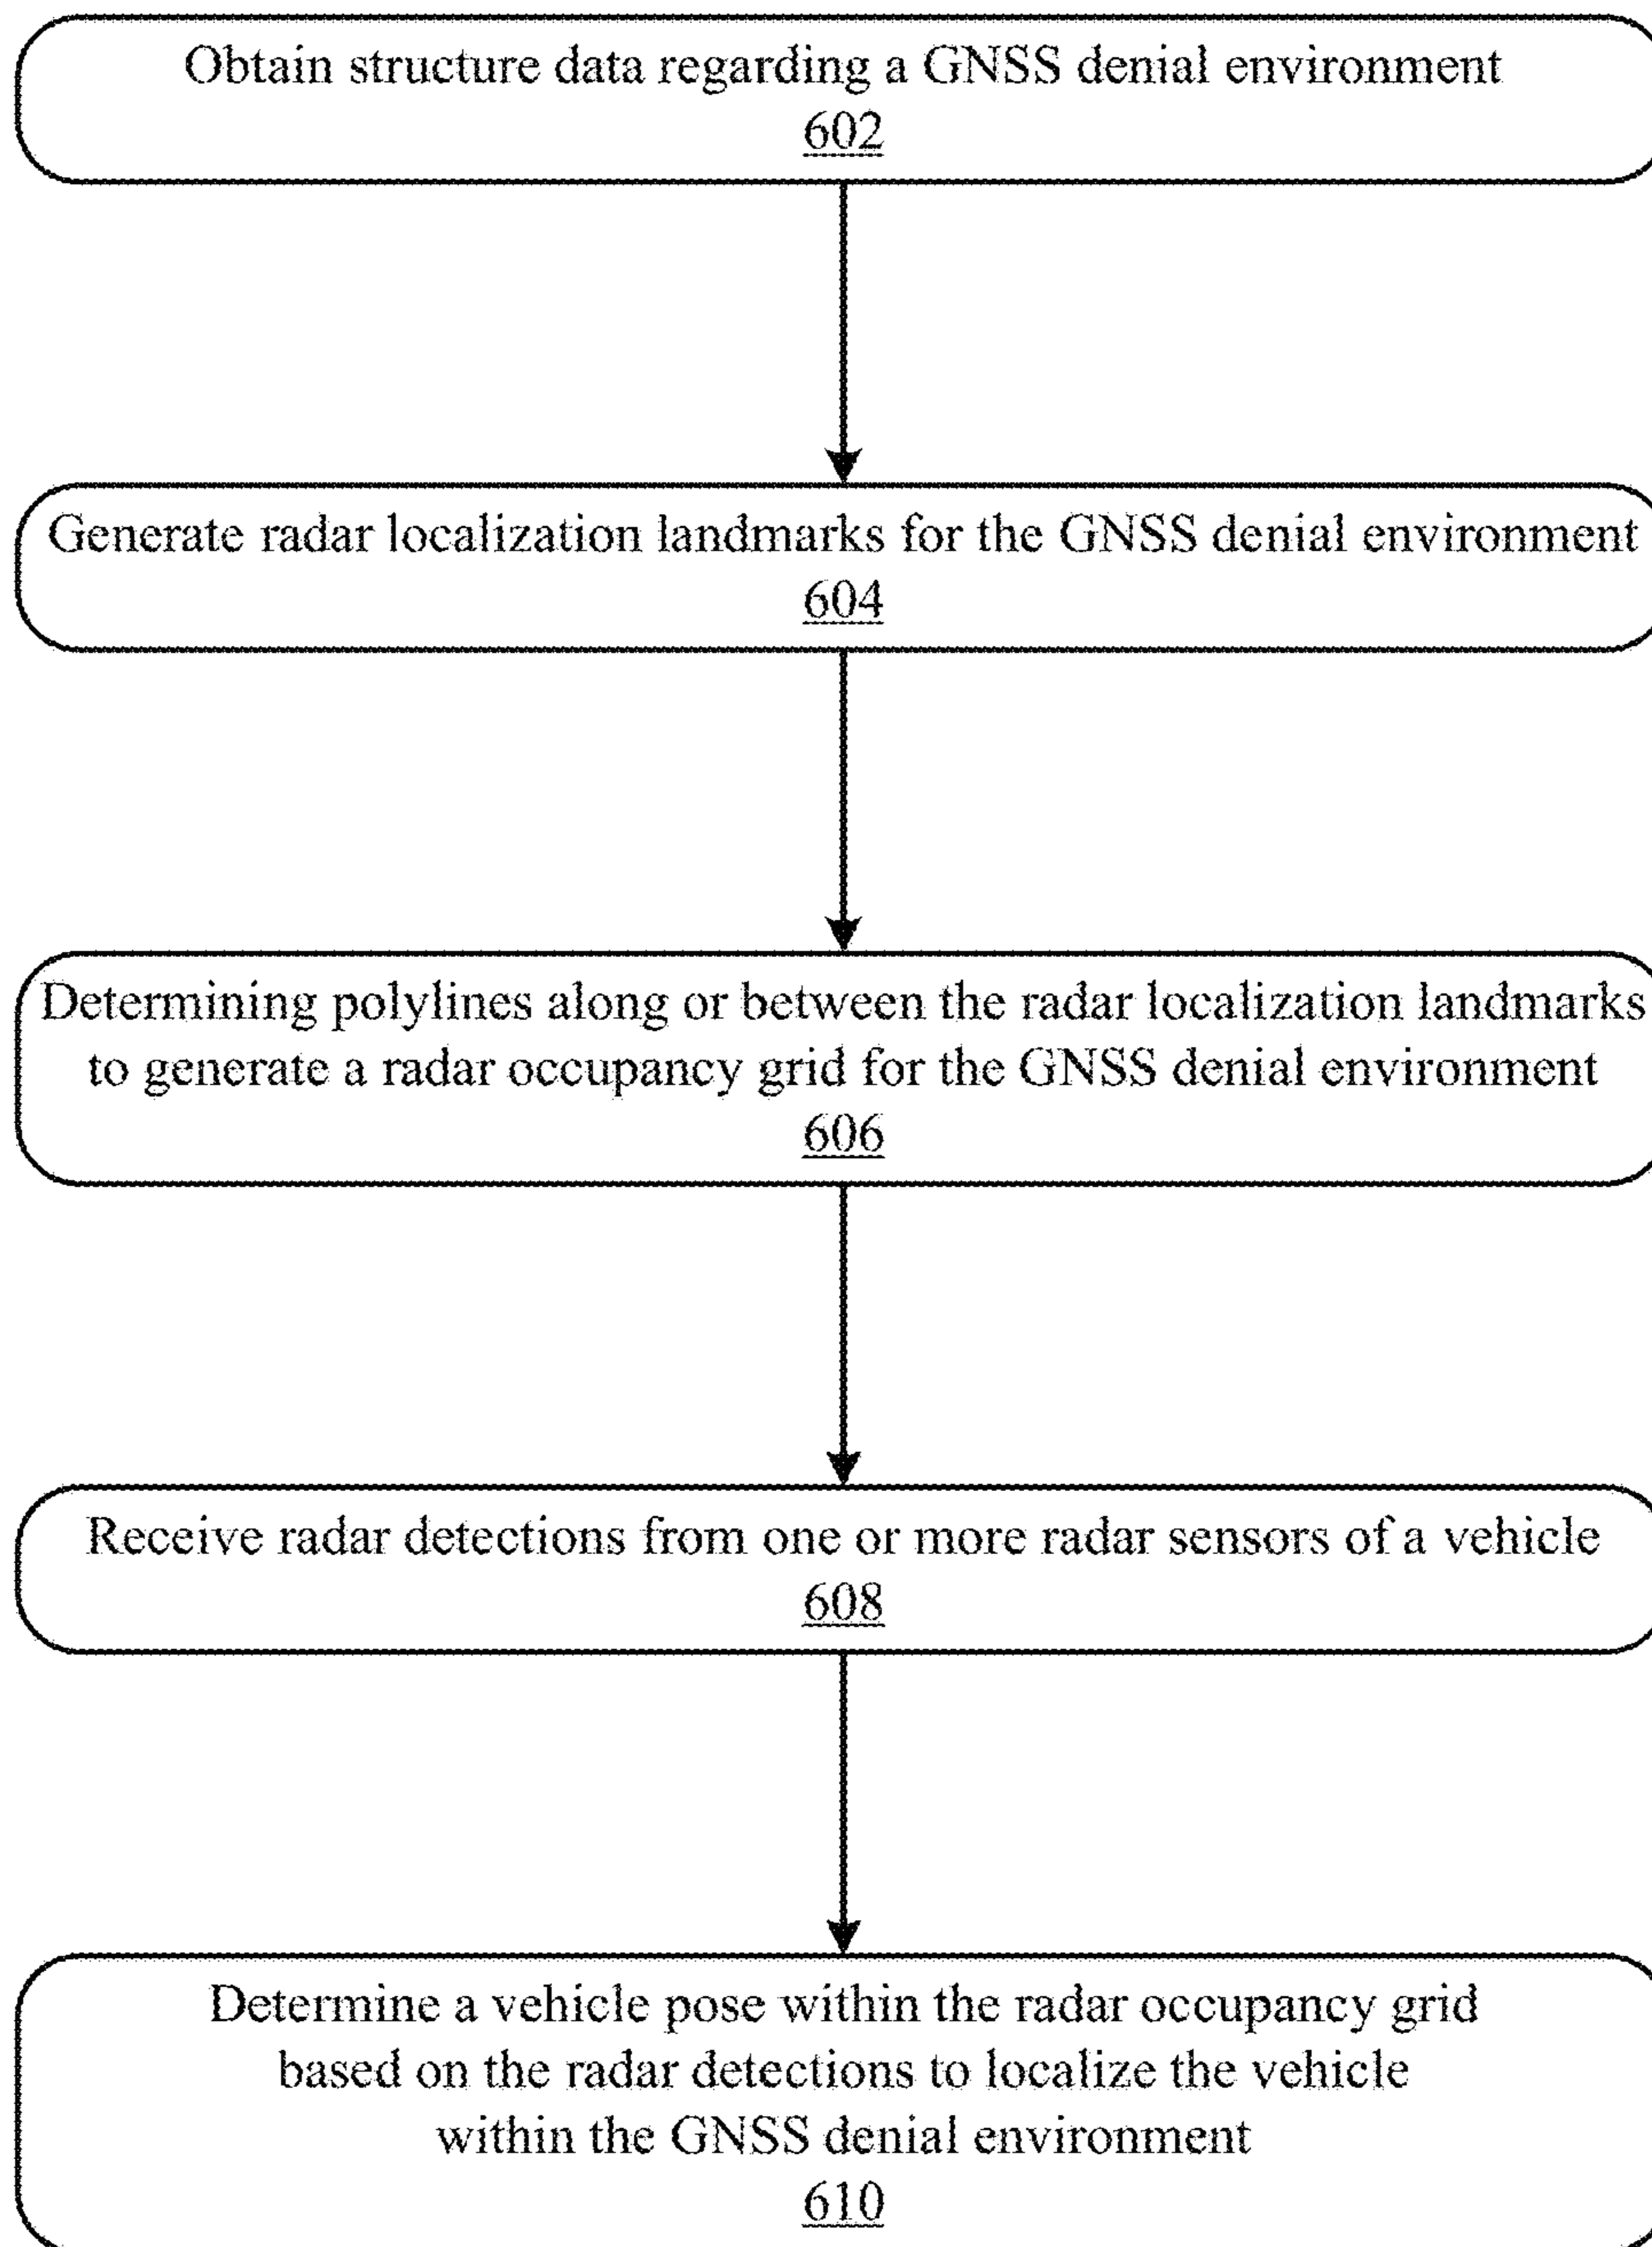 Obtain structure data regarding a GNSS denial environment
602
Generate radar localization landmarks for the GNSS denial environment
604
Determining polylines along or between the radar localization landmarks
to generate a radar occupancy grid for the GNSS denial environment
606
Receive radar detections from one or more radar sensors of a vehicle
608
Determine a vehicle pose within the radar occupancy grid
based on the radar detections to localize the vehicle
within the GNSS denial environment
610